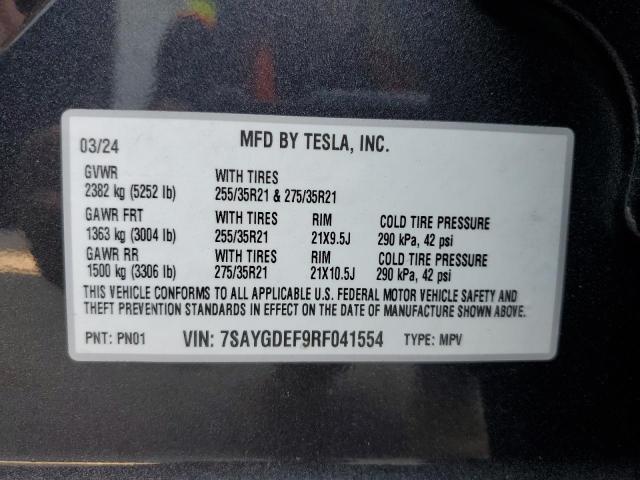 03/24 MFD BY TESLA, INC.
GVWR WITH TIRES
2382 kg (5252 lb) 255/35R21 & 275/35R21
GAWR FRT WITH TIRES RIM COLD TIRE PRESSURE
1363 kg (3004 lb) 255/35R21 21X9.5J 290 kPa, 42 psi
GAWR RR WITH TIRES RIM COLD TIRE PRESSURE
1500 kg (3306 lb) 275/35R21 21X10.5J 290 kPa, 42 psi
THIS VEHICLE CONFORMS TO ALL APPLICABLE U.S. FEDERAL MOTOR VEHICLE SAFETY AND
THEFT PREVENTION STANDARDS IN EFFECT ON THE DATE OF MANUFACTURE SHOWN ABOVE.
PNT: PN01 VIN: 7SAYGDEF9RF041554 TYPE: MPV